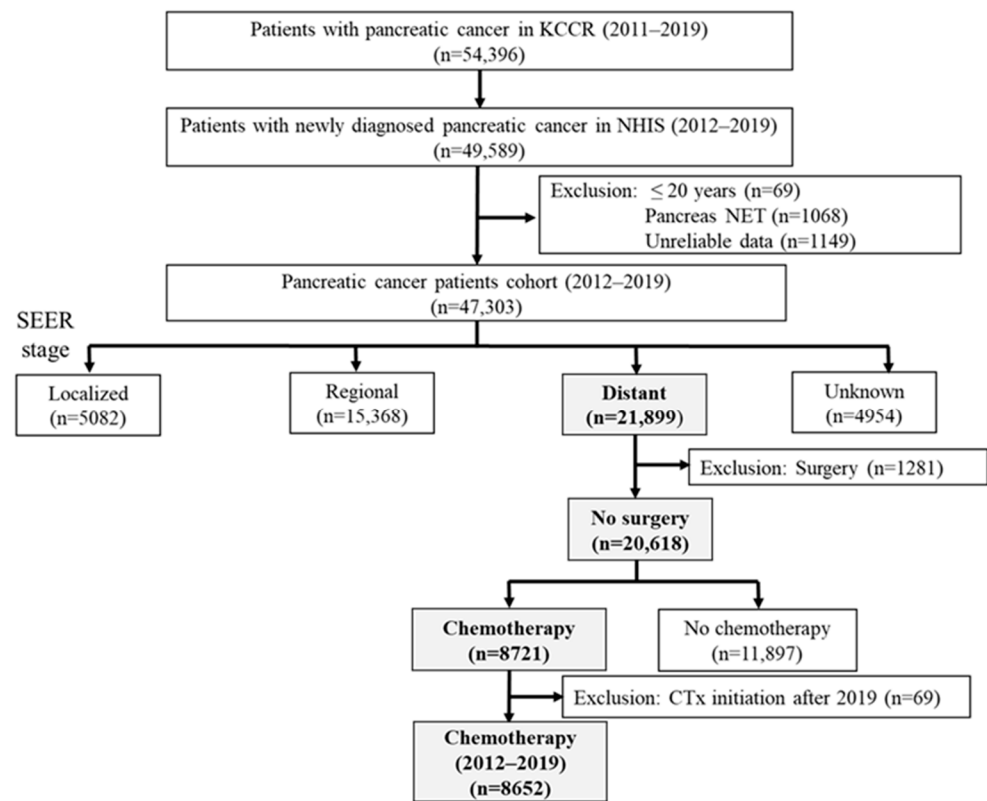 Patients with pancreatic cancer in KCCR (2011–2019)
(n=54,396)
Patients with newly diagnosed pancreatic cancer in NHIS (2012–2019)
(n=49,589)
Exclusion: ≤ 20 years (n=69)
Pancreas NET (n=1068)
Unreliable data (n=1149)
Pancreatic cancer patients cohort (2012–2019)
(n=47,303)
SEER
stage
Localized
(n=5082)
Regional
(n=15,368)
Distant
(n=21,899)
Unknown
(n=4954)
Exclusion: Surgery (n=1281)
No surgery
(n=20,618)
Chemotherapy
(n=8721)
No chemotherapy
(n=11,897)
Exclusion: CTx initiation after 2019 (n=69)
Chemotherapy
(2012–2019)
(n=8652)